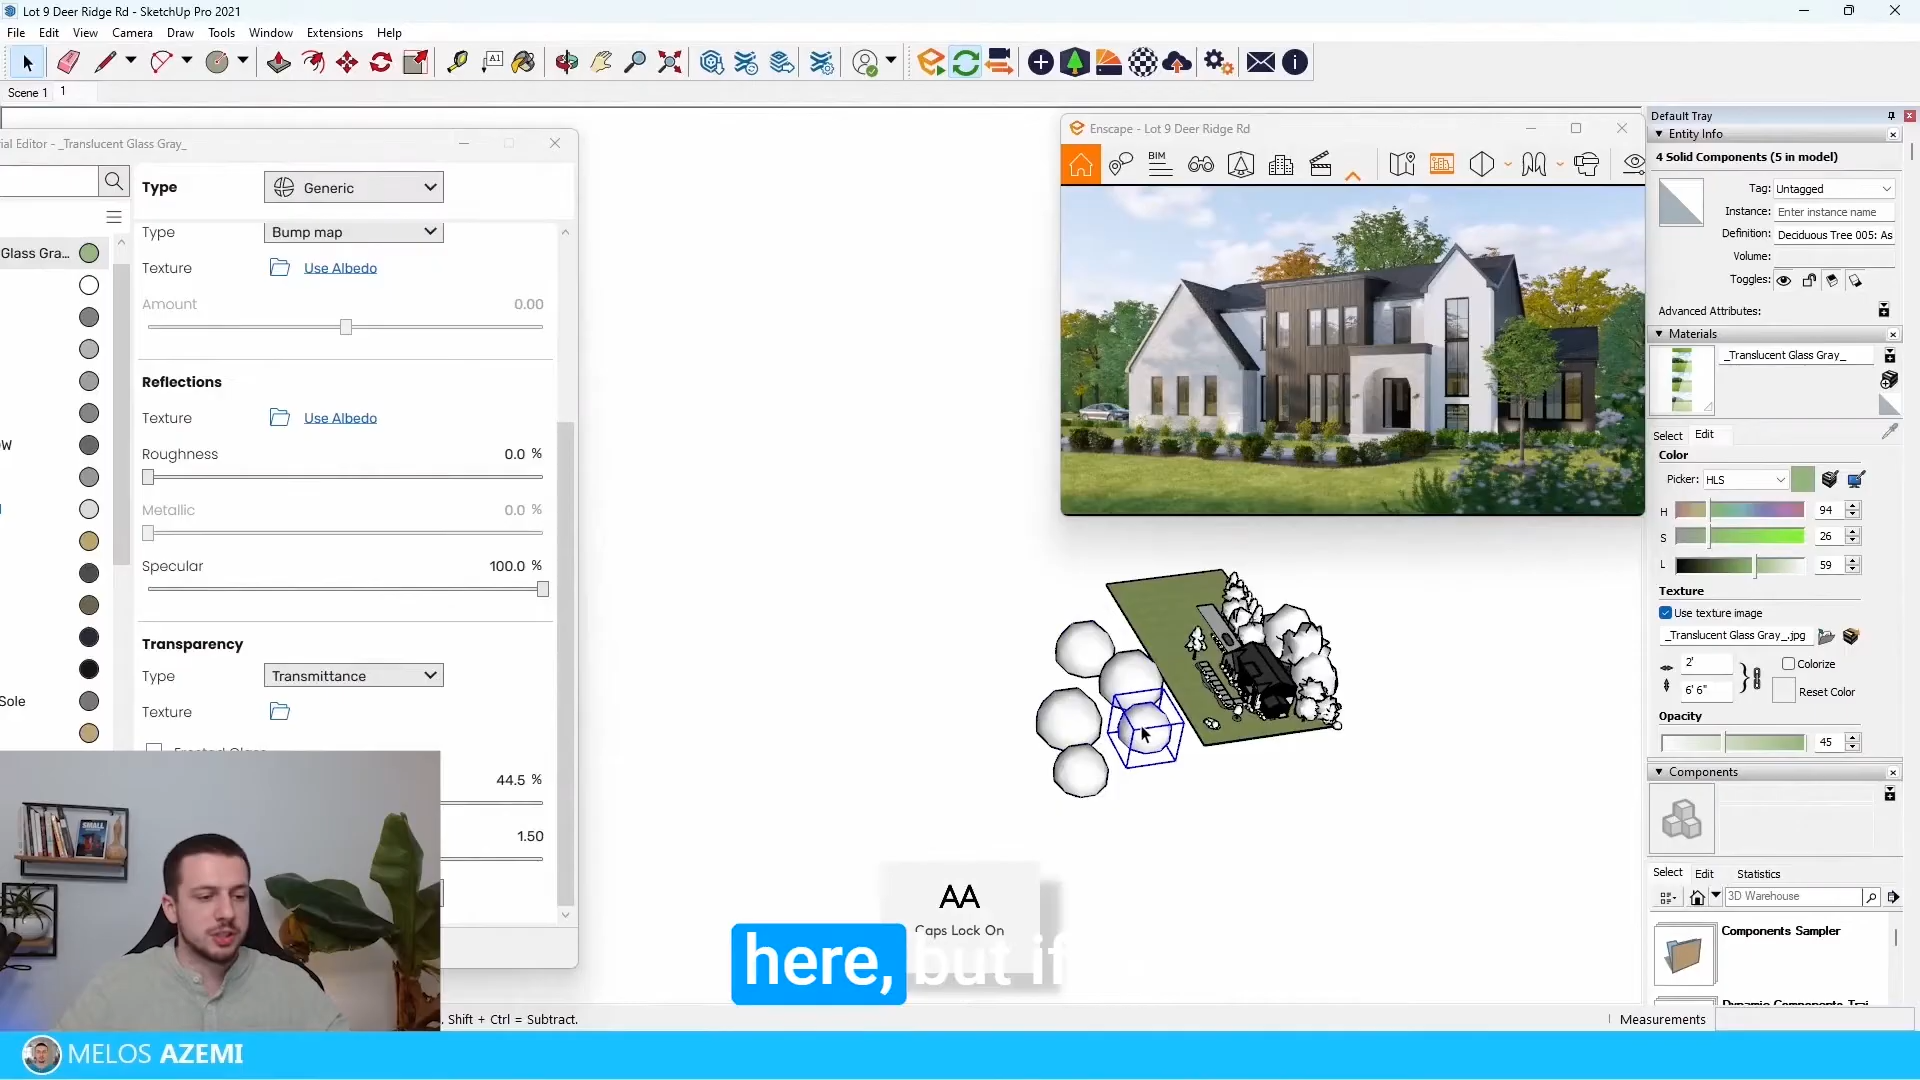 Lot 9 Deer Ridge Rd - SketchUp Pro 2021
File Edit View Camera Draw Tools Window Extensions Help
A1
Scene 1 1
ial Editor - _Translucent Glass Gray_
Type Generic
Type Bump map
Texture Use Albedo
Amount 0.00
Reflections
Texture Use Albedo
Roughness 0.0 %
Metallic 0.0 %
Specular 100.0 %
Transparency
Type Transmittance
Texture
44.5 %
1.50
Glass Gra...
Sole
SMALL
Enscape - Lot 9 Deer Ridge Rd
BIM
AA
Caps Lock On
here, but if
. Shift + Ctrl = Subtract.
Measurements
MELOS AZEMI
Default Tray
Entity Info
4 Solid Components (5 in model)
Tag: Untagged
Instance: Enter instance name
Definition: Deciduous Tree 005: As
Volume:
Toggles:
Advanced Attributes:
Materials
_Translucent Glass Gray_
Select Edit
Color
Picker: HLS
H 94
S 26
L 59
Texture
Use texture image
_Translucent Glass Gray_.jpg
2' Colorize
6' 6" Reset Color
Opacity
45
Components
Select Edit Statistics
3D Warehouse
Components Sampler